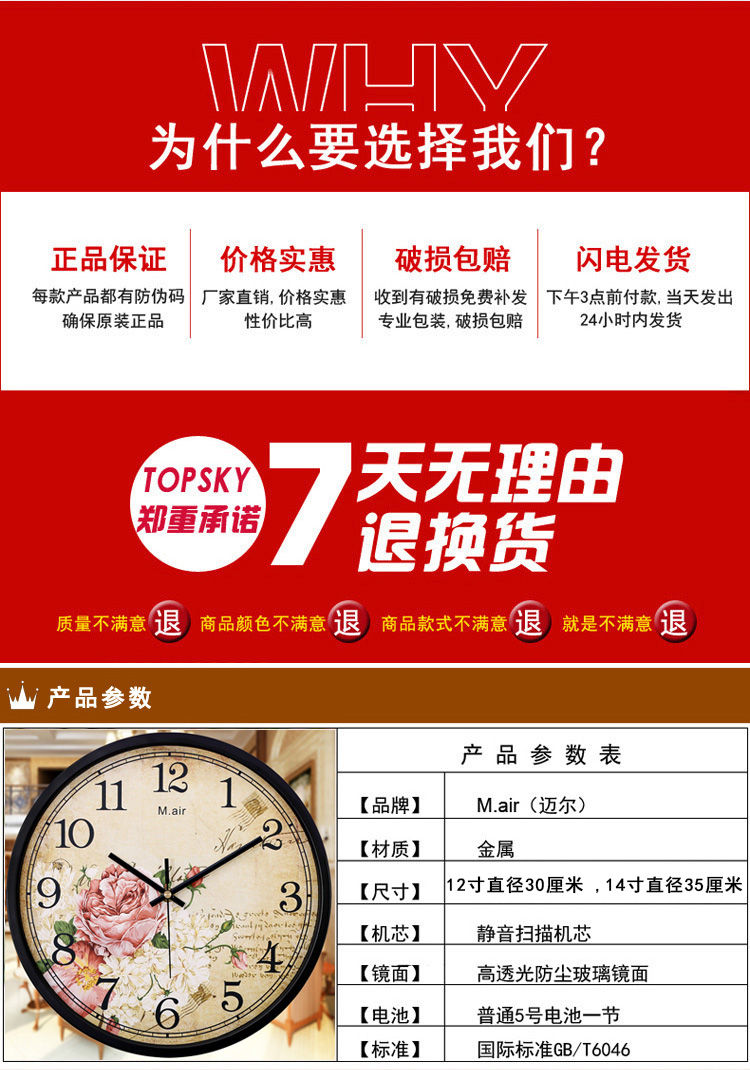 WHY
为什么要选择我们?
正品保证
每款产品都有防伪码
确保原装正品
价格实惠
厂家直销,价格实惠
性价比高
破损包赔
收到有破损免费补发
专业包装,破损包赔
闪电发货
下午3点前付款,当天发出
24小时内发货
TOPSKY
郑重承诺
7天无理由
退换货
质量不满意 退 商品颜色不满意 退 商品款式不满意 退 就是不满意 退
产品参数
12
1
2
3
4
5
6
7
8
9
10
11
M.air
产品参数表
【品牌】 M.air（迈尔）
【材质】 金属
【尺寸】 12寸直径30厘米 ,14寸直径35厘米
【机芯】 静音扫描机芯
【镜面】 高透光防尘玻璃镜面
【电池】 普通5号电池一节
【标准】 国际标准GB/T6046